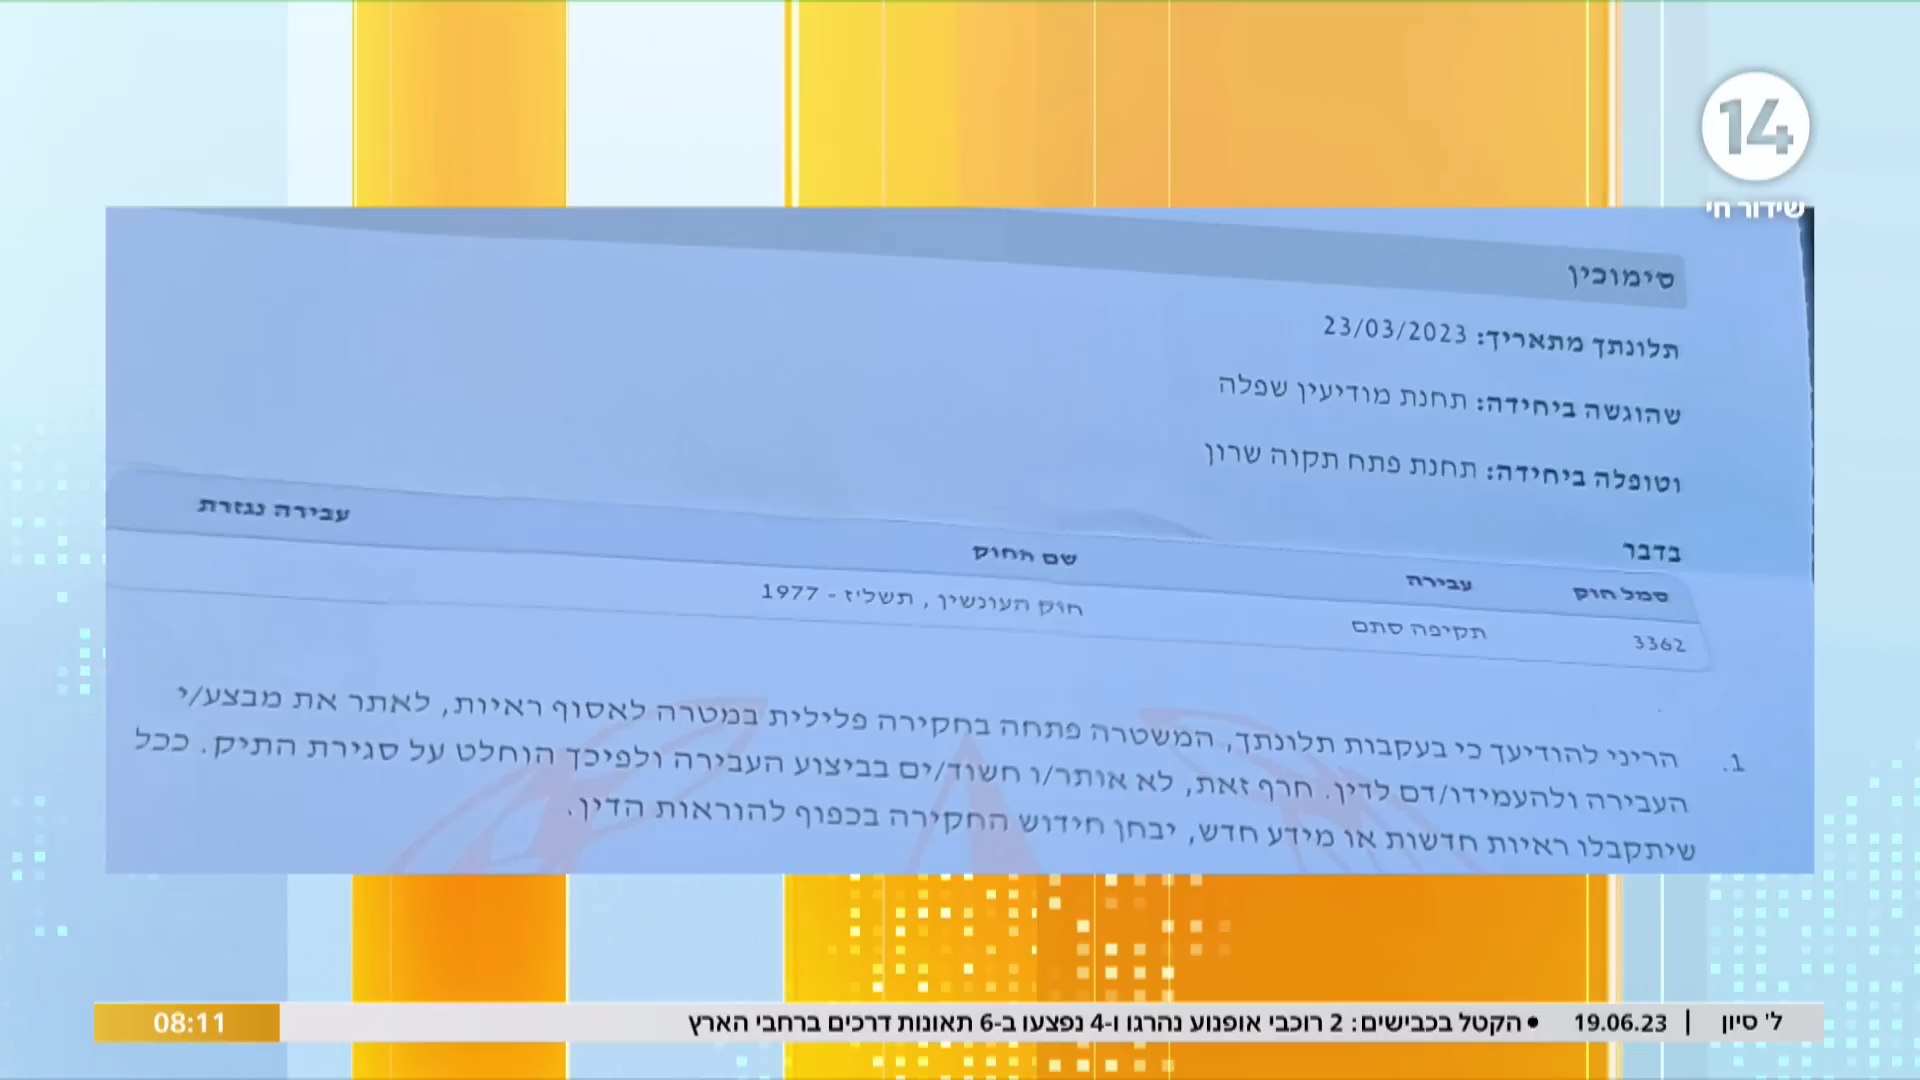 14
שידור חי
סימוכין
תלונתך מתאריך: 23/03/2023
שהוגשה ביחידה: תחנת מודיעין שפלה
וטופלה ביחידה: תחנת פתח תקוה שרון
בדבר
סמל חוק עבירה שם החוק עבירה נגזרת
3362 תקיפה סתם חוק העונשין , תשל'ז - 1977
1. הריני להודיעך כי בעקבות תלונתך, המשטרה פתחה בחקירה פלילית במטרה לאסוף ראיות, לאתר את מבצע/י
העבירה ולהעמידו/דם לדין. חרף זאת, לא אותר/ו חשוד/ים בביצוע העבירה ולפיכך הוחלט על סגירת התיק. ככל
שיתקבלו ראיות חדשות או מידע חדש, יבחן חידוש החקירה בכפוף להוראות הדין.
ל' סיון | 19.06.23 • הקטל בכבישים: 2 רוכבי אופנוע נהרגו ו-4 נפצעו ב-6 תאונות דרכים ברחבי הארץ 08:11